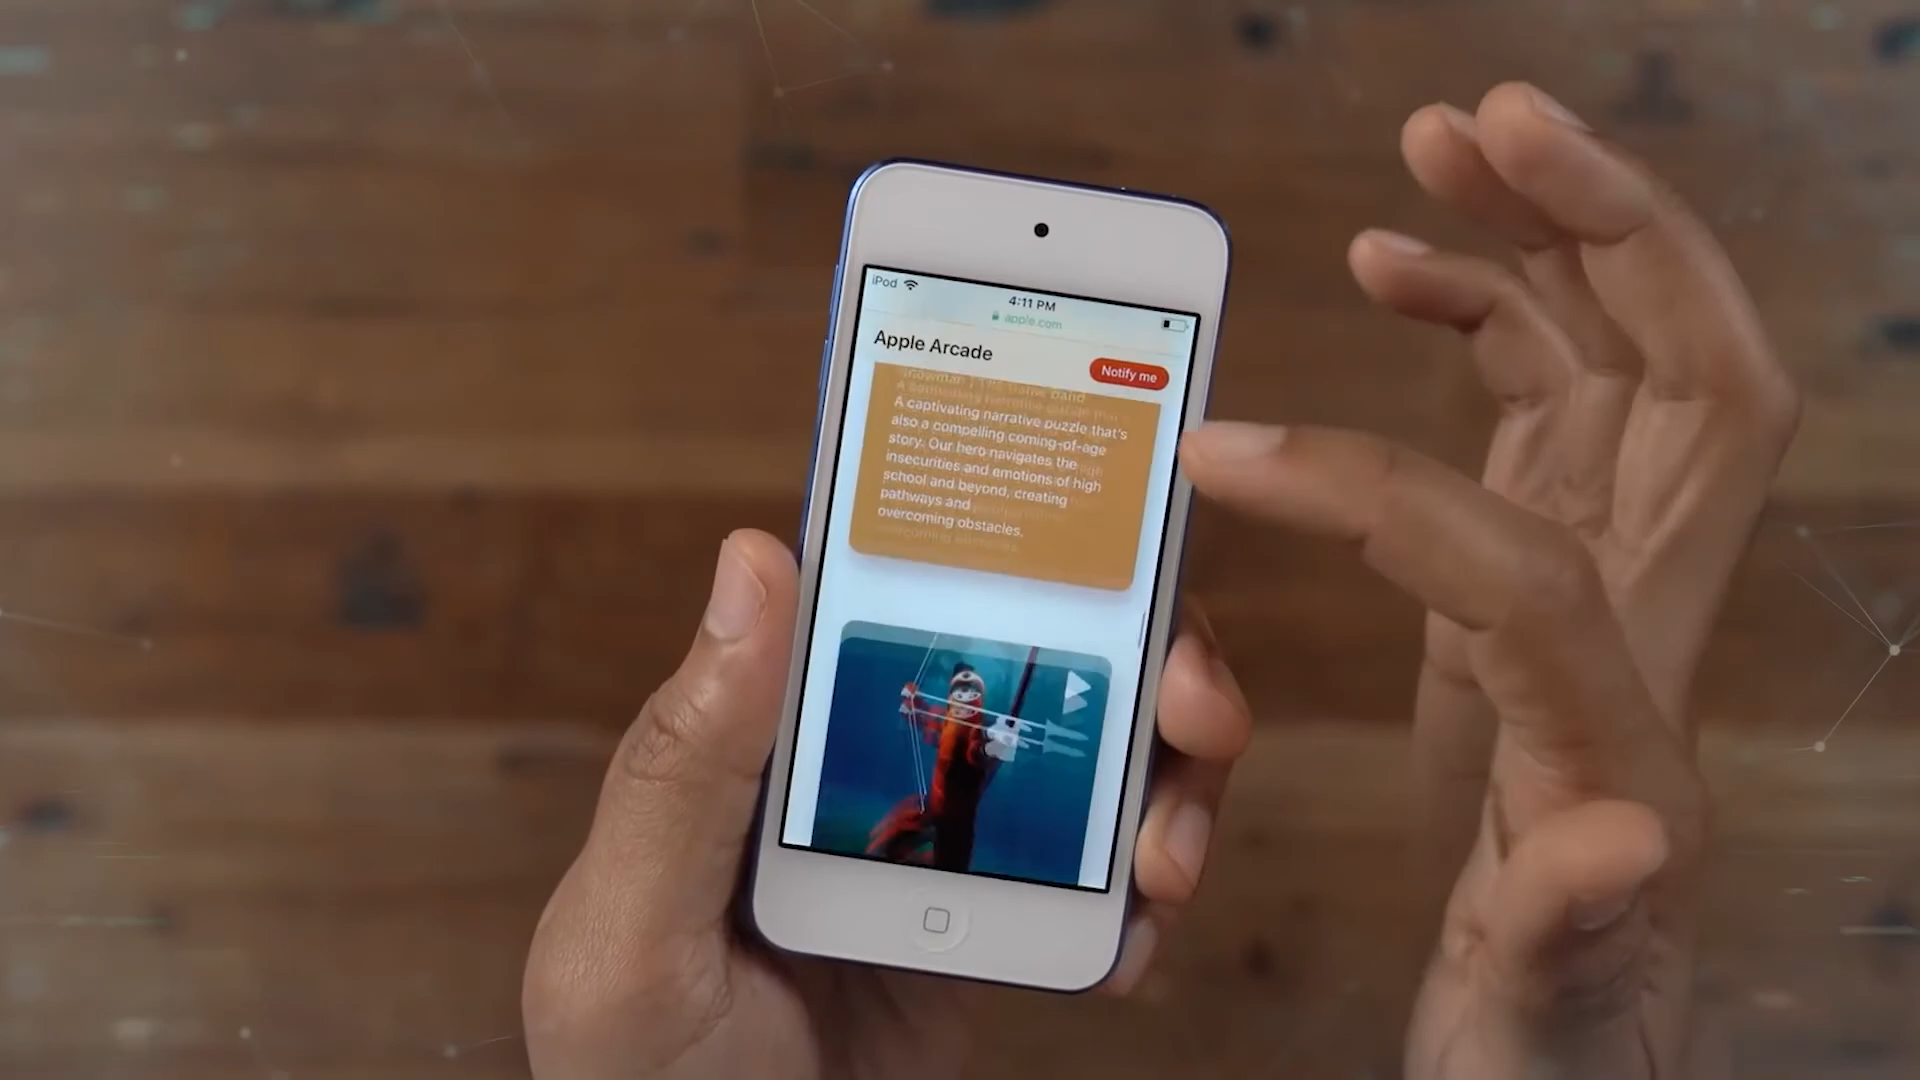 iPod
4:11 PM
apple.com
Apple Arcade
Notify me
A captivating narrative puzzle that's
also a compelling coming-of-age
story. Our hero navigates the
insecurities and emotions of high
school and beyond, creating
pathways and
overcoming obstacles.